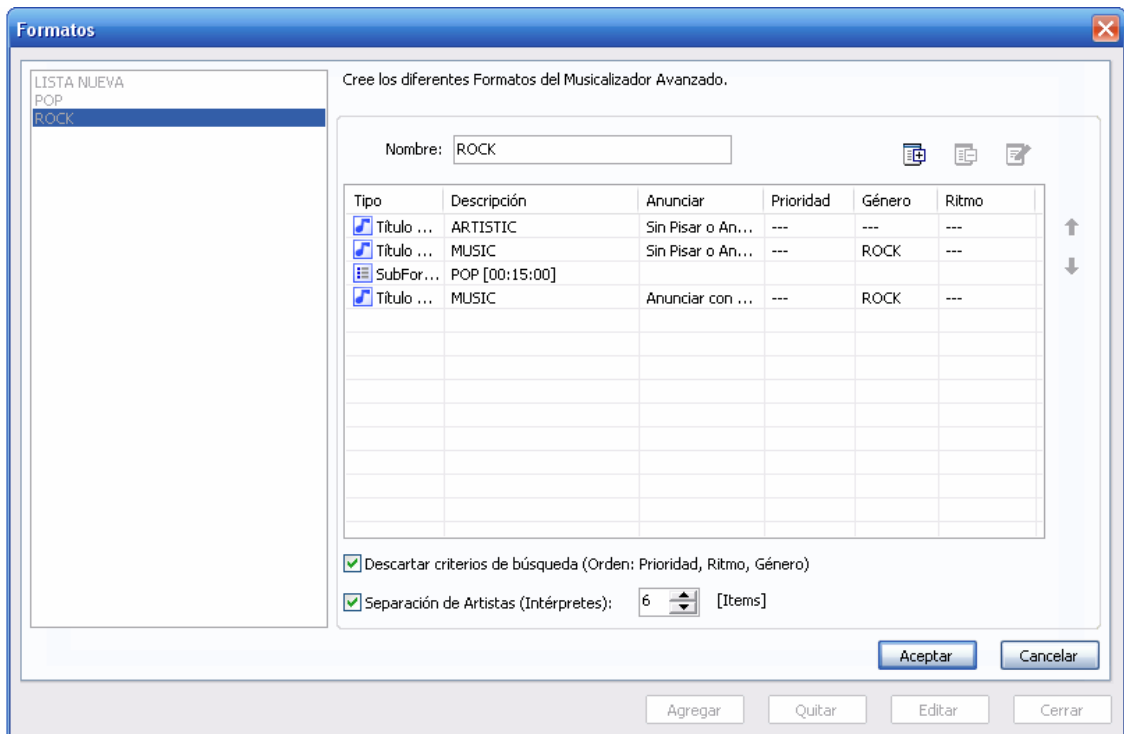 Formatos
LISTA NUEVA
POP
ROCK
Cree los diferentes Formatos del Musicalizador Avanzado.
Nombre: ROCK
Tipo Descripción Anunciar Prioridad Género Ritmo
Título ... ARTISTIC Sin Pisar o An... --- --- ---
Título ... MUSIC Sin Pisar o An... --- ROCK ---
SubFor... POP [00:15:00]
Título ... MUSIC Anunciar con ... --- ROCK ---
Descartar criterios de búsqueda (Orden: Prioridad, Ritmo, Género)
Separación de Artistas (Intérpretes): 6 [Items]
Aceptar Cancelar
Agregar Quitar Editar Cerrar